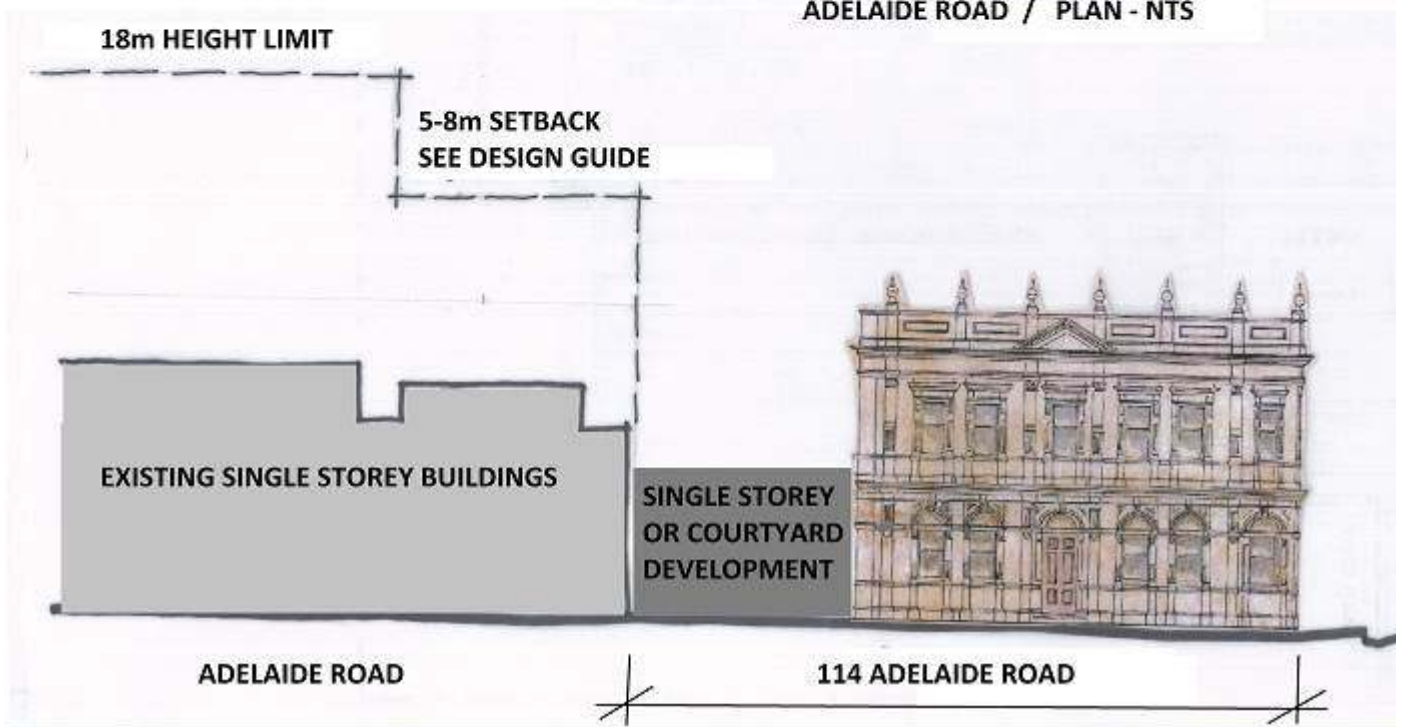 ADELAIDE ROAD / PLAN - NTS
18m HEIGHT LIMIT
5-8m SETBACK
SEE DESIGN GUIDE
EXISTING SINGLE STOREY BUILDINGS
SINGLE STOREY
OR COURTYARD
DEVELOPMENT
ADELAIDE ROAD
114 ADELAIDE ROAD